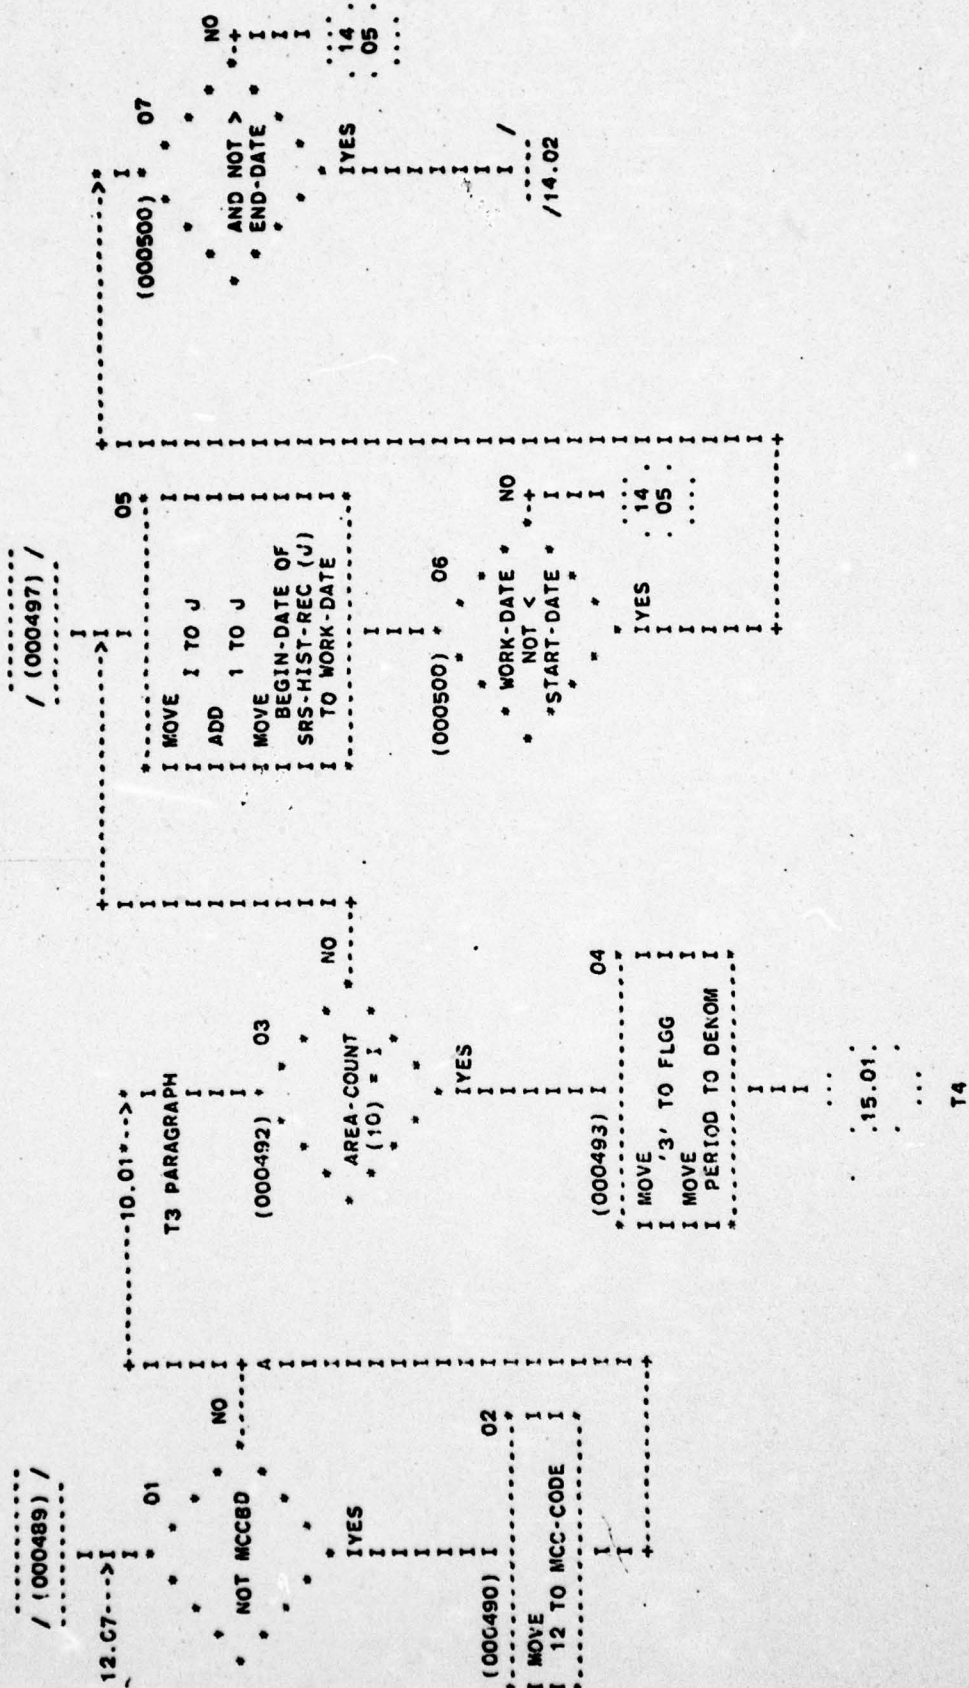 / (000489) /
12.C7--->I
01
NOT MCCBD
NO
IYES
(000490)
02
I MOVE I
I 12 TO MCC-CODE I
10.01*-->*
T3 PARAGRAPH
(000492)
03
AREA-COUNT
(10) = I
NO
IYES
(000493) I
04
I MOVE I
I '3' TO FLGG I
I MOVE I
I PERIOD TO DENOM I
.15.01.
T4
/ (000497) /
05
I MOVE I
I I TO J I
I ADD I
I 1 TO J I
I MOVE I
I BEGIN-DATE OF I
I SRS-HIST-REC (J) I
I TO WORK-DATE I
(000500)
06
* WORK-DATE *
NOT <
*START-DATE *
NO
IYES
. 14 .
. 05 .
(000500)
07
AND NOT >
* END-DATE *
NO
IYES
. 14 .
. 05 .
/14.02 /